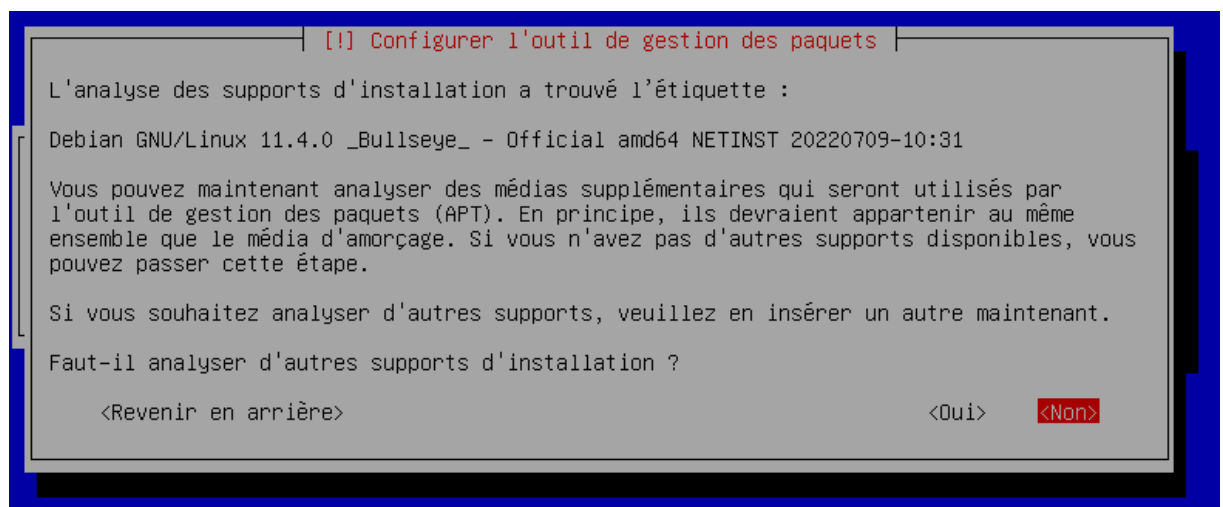 [!] Configurer l'outil de gestion des paquets
L'analyse des supports d'installation a trouvé l’étiquette :
Debian GNU/Linux 11.4.0 _Bullseye_ - Official amd64 NETINST 20220709-10:31
Vous pouvez maintenant analyser des médias supplémentaires qui seront utilisés par
l'outil de gestion des paquets (APT). En principe, ils devraient appartenir au même
ensemble que le média d'amorçage. Si vous n'avez pas d'autres supports disponibles, vous
pouvez passer cette étape.
Si vous souhaitez analyser d'autres supports, veuillez en insérer un autre maintenant.
Faut-il analyser d'autres supports d'installation ?
<Revenir en arrière> <Oui> <Non>